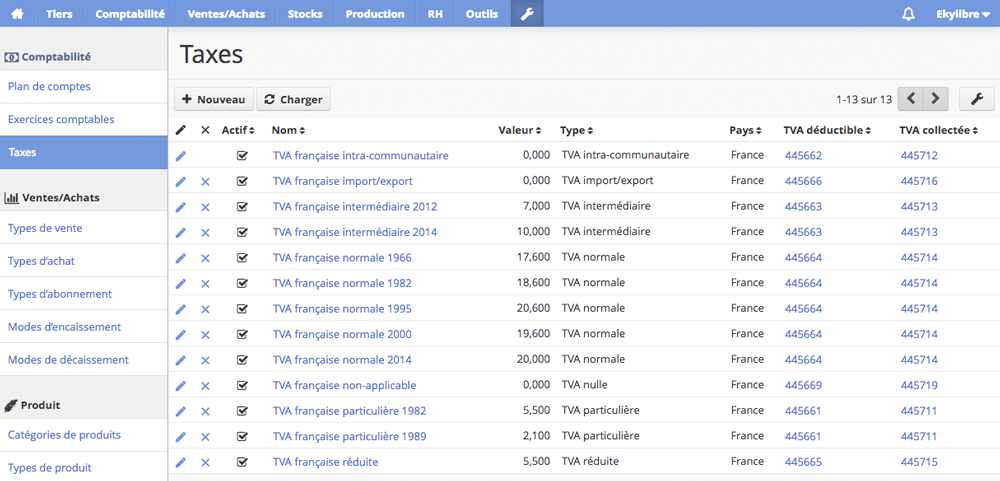 Tiers Comptabilité Ventes/Achats Stocks Production RH Outils Ekylibre
Comptabilité
Plan de comptes
Exercices comptables
Taxes
Ventes/Achats
Types de vente
Types d'achat
Types d'abonnement
Modes d'encaissement
Modes de décaissement
Produit
Catégories de produits
Types de produit
Taxes
Nouveau Charger 1-13 sur 13
Actif Nom Valeur Type Pays TVA déductible TVA collectée
TVA française intra-communautaire 0,000 TVA intra-communautaire France 445662 445712
TVA française import/export 0,000 TVA import/export France 445666 445716
TVA française intermédiaire 2012 7,000 TVA intermédiaire France 445663 445713
TVA française intermédiaire 2014 10,000 TVA intermédiaire France 445663 445713
TVA française normale 1966 17,600 TVA normale France 445664 445714
TVA française normale 1982 18,600 TVA normale France 445664 445714
TVA française normale 1995 20,600 TVA normale France 445664 445714
TVA française normale 2000 19,600 TVA normale France 445664 445714
TVA française normale 2014 20,000 TVA normale France 445664 445714
TVA française non-applicable 0,000 TVA nulle France 445669 445719
TVA française particulière 1982 5,500 TVA particulière France 445661 445711
TVA française particulière 1989 2,100 TVA particulière France 445661 445711
TVA française réduite 5,500 TVA réduite France 445665 445715